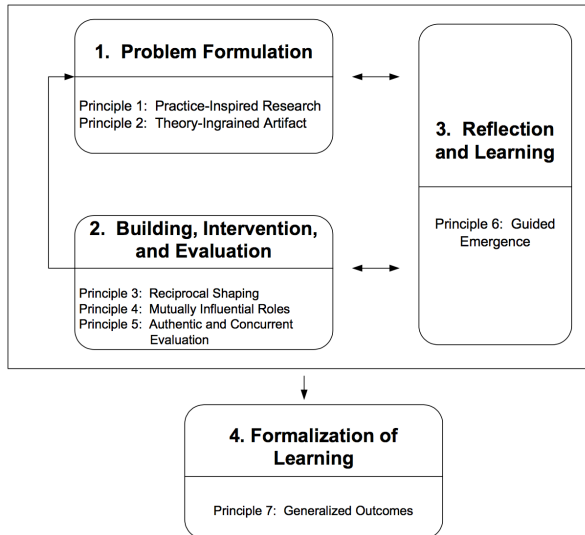 1. Problem Formulation
Principle 1: Practice-Inspired Research
Principle 2: Theory-Ingrained Artifact
2. Building, Intervention,
and Evaluation
Principle 3: Reciprocal Shaping
Principle 4: Mutually Influential Roles
Principle 5: Authentic and Concurrent
Evaluation
3. Reflection
and Learning
Principle 6: Guided
Emergence
4. Formalization of
Learning
Principle 7: Generalized Outcomes